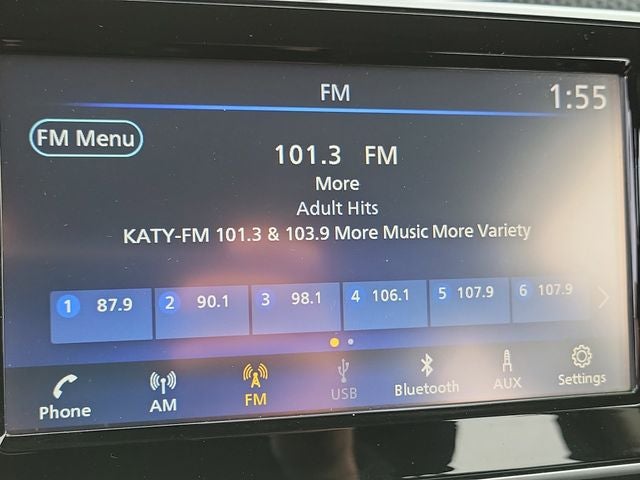 FM
1:55
FM Menu
101.3 FM
More
Adult Hits
KATY-FM 101.3 & 103.9 More Music More Variety
1 87.9 2 90.1 3 98.1 4 106.1 5 107.9 6 107.9
Phone AM FM USB Bluetooth AUX Settings